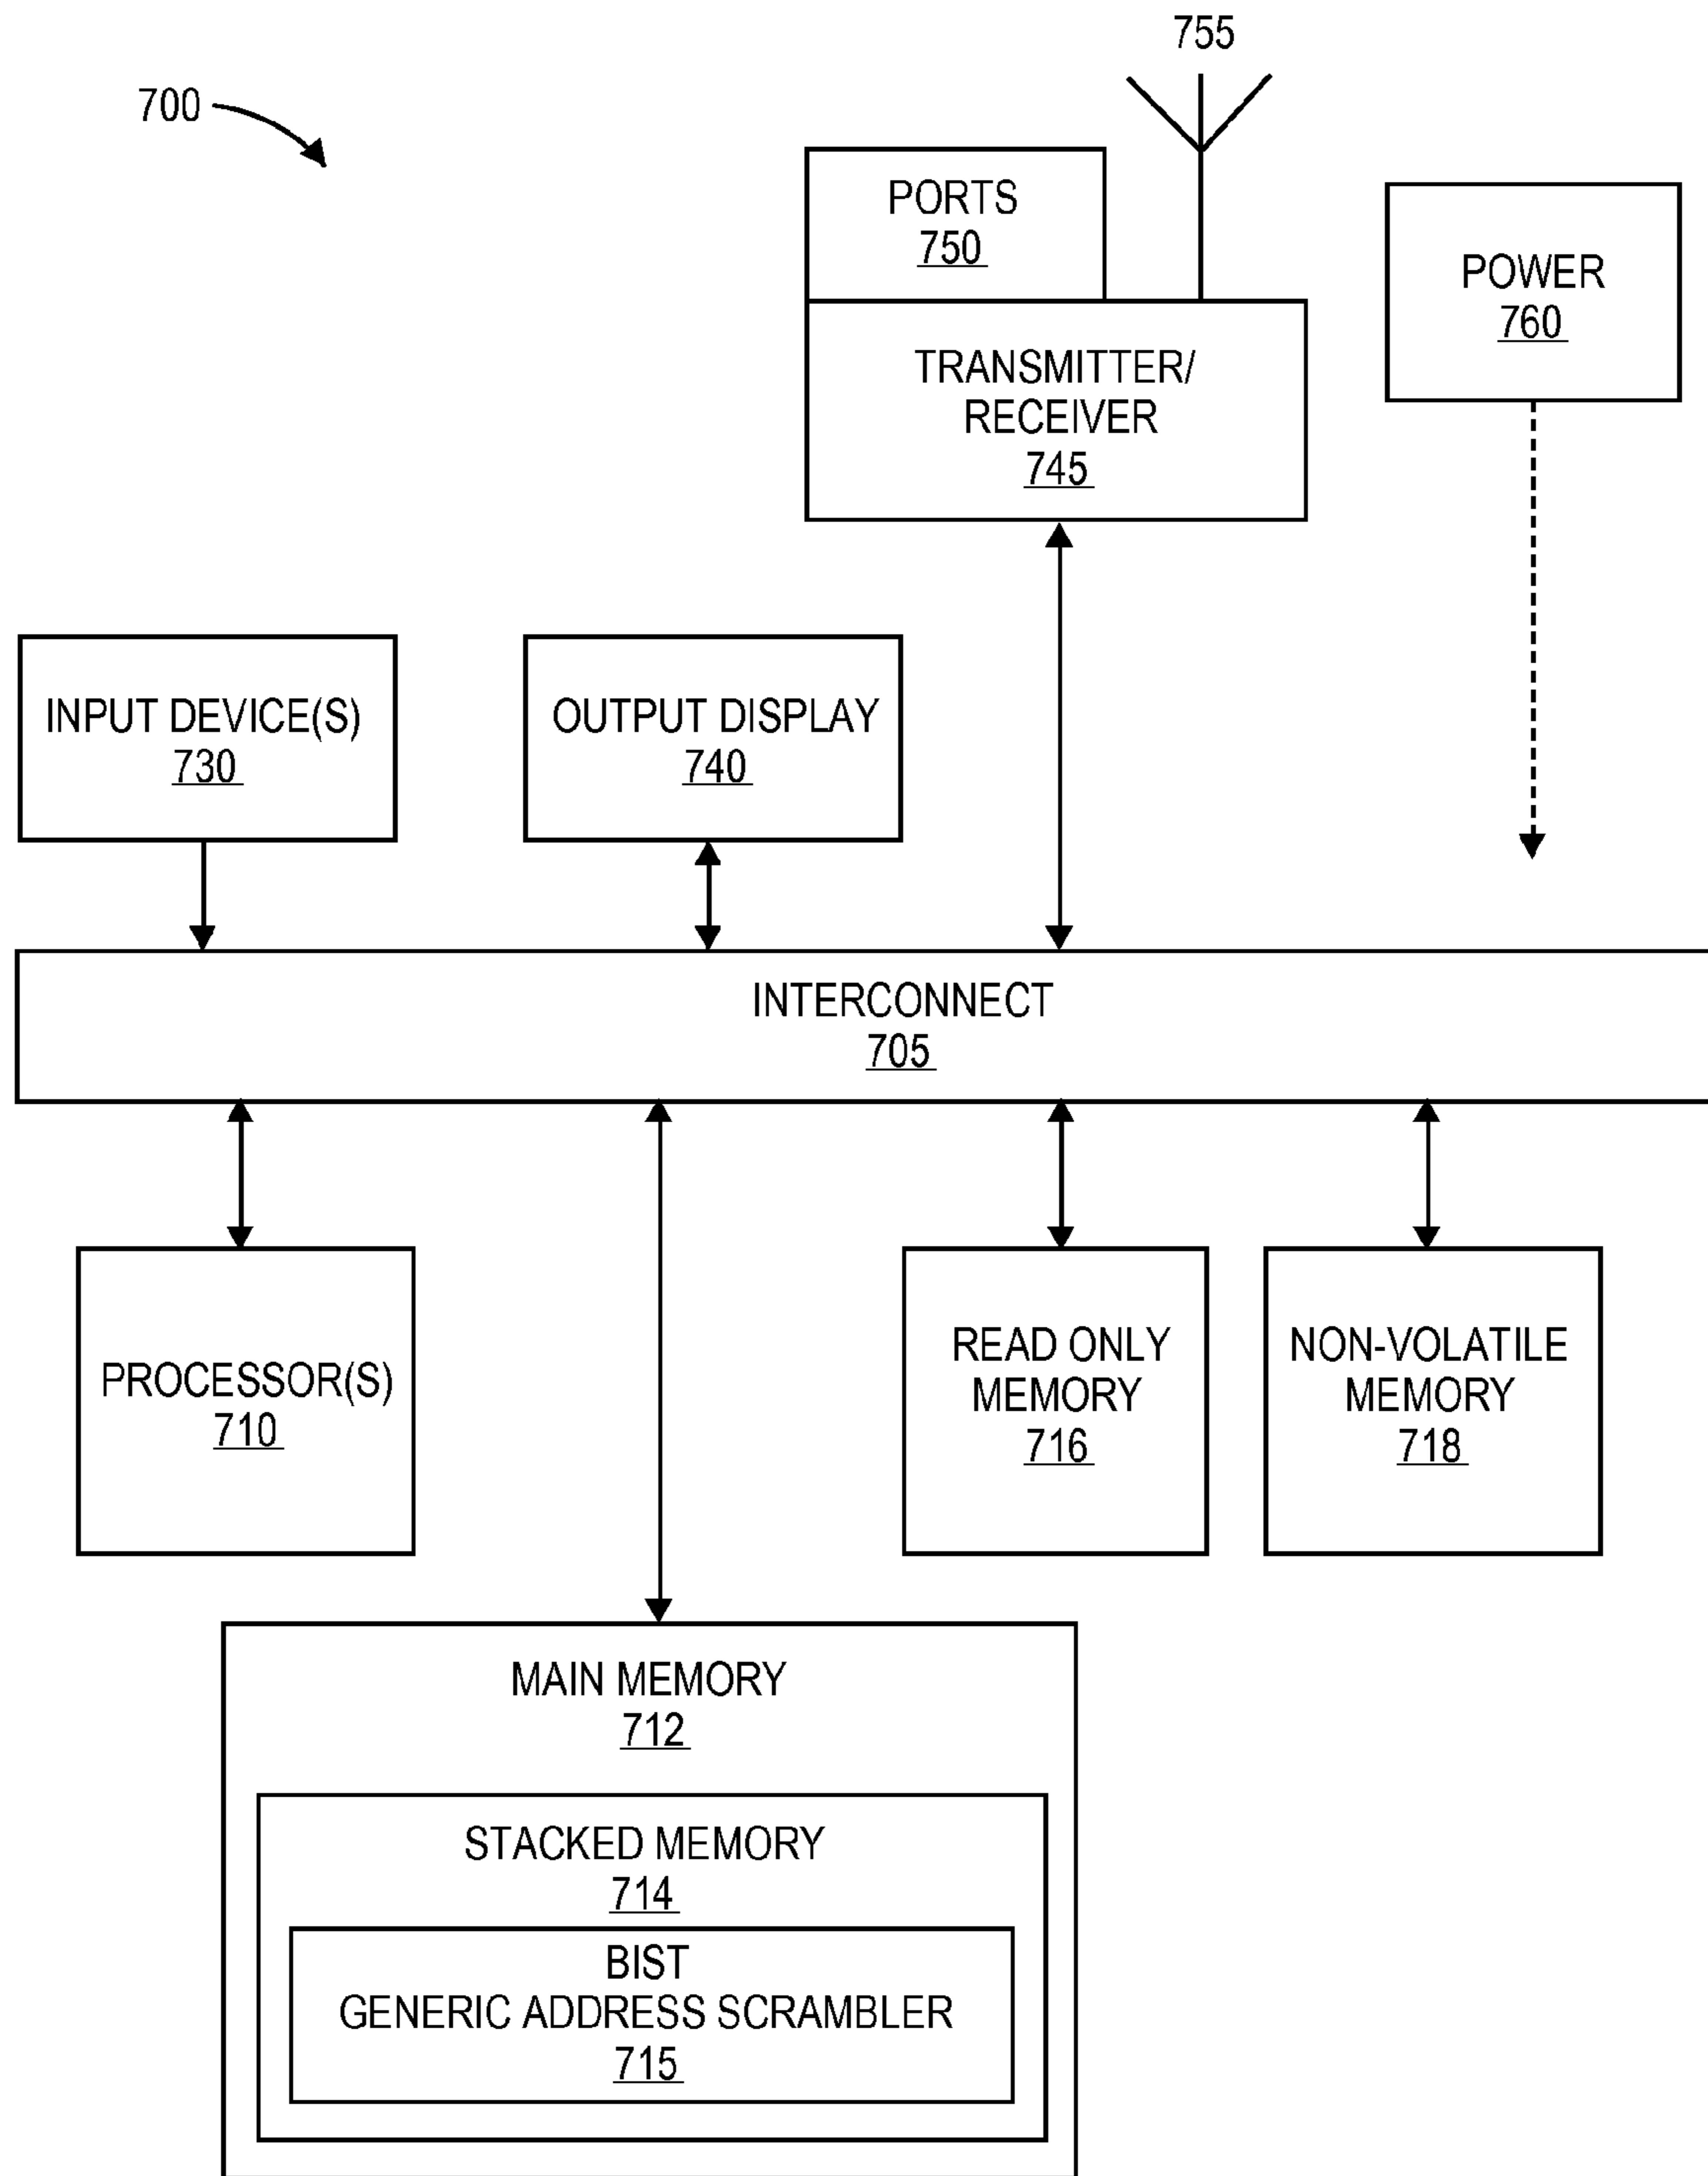 755
700
PORTS
750
POWER
760
TRANSMITTER/
RECEIVER
745
INPUT DEVICE(S)
730
OUTPUT DISPLAY
740
INTERCONNECT
705
PROCESSOR(S)
710
READ ONLY
MEMORY
716
NON-VOLATILE
MEMORY
718
MAIN MEMORY
712
STACKED MEMORY
714
BIST
GENERIC ADDRESS SCRAMBLER
715